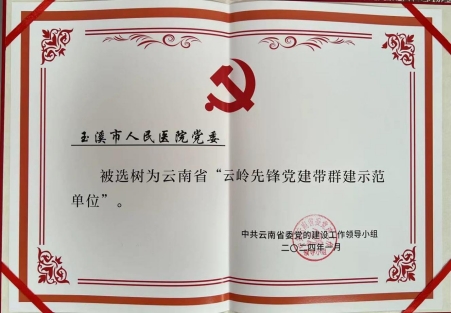 玉溪市人民医院党委
被选树为云南省“云岭先锋党建带群建示范
单位”。
中共云南省委党的建设工作领导小组
二〇二四年一月